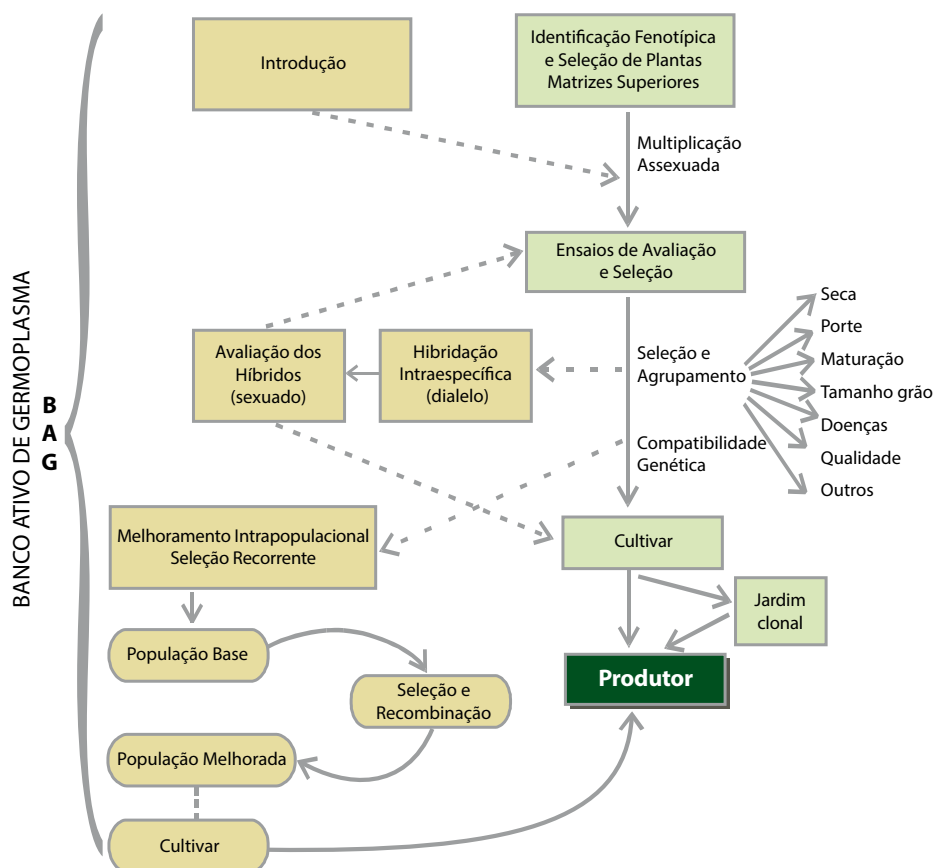 BANCO ATIVO DE GERMOPLASMA
B
A
G
Introdução
Identificação Fenotípica
e Seleção de Plantas
Matrizes Superiores
Multiplicação
Assexuada
Ensaios de Avaliação
e Seleção
Avaliação dos
Híbridos
(sexuado)
Hibridação
Intraespecífica
(dialelo)
Seleção e
Agrupamento
Seca
Porte
Maturação
Tamanho grão
Doenças
Qualidade
Outros
Compatibilidade
Genética
Melhoramento Intrapopulacional
Seleção Recorrente
Cultivar
Jardim
clonal
População Base
Seleção e
Recombinação
Produtor
População Melhorada
Cultivar